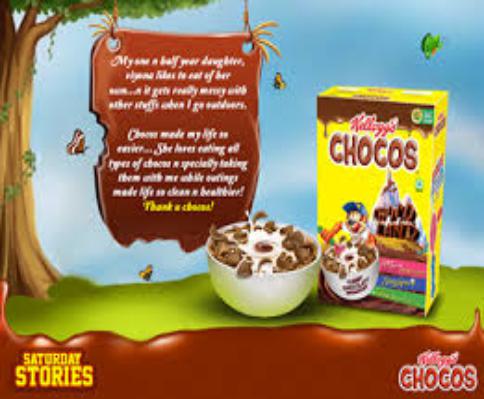 My one n half year daughter,
viyona likes to eat of her
own...n it gets really messy with
other stuffs when I go outdoors.
Chocos made my life so
easier... She loves eating all
types of chocos n specially taking
them with me while outings
made life so clean n healthier!
Thank u chocos!
Kellogg's
CHOCOS
SATURDAY
STORIES
Kellogg's
CHOCOS